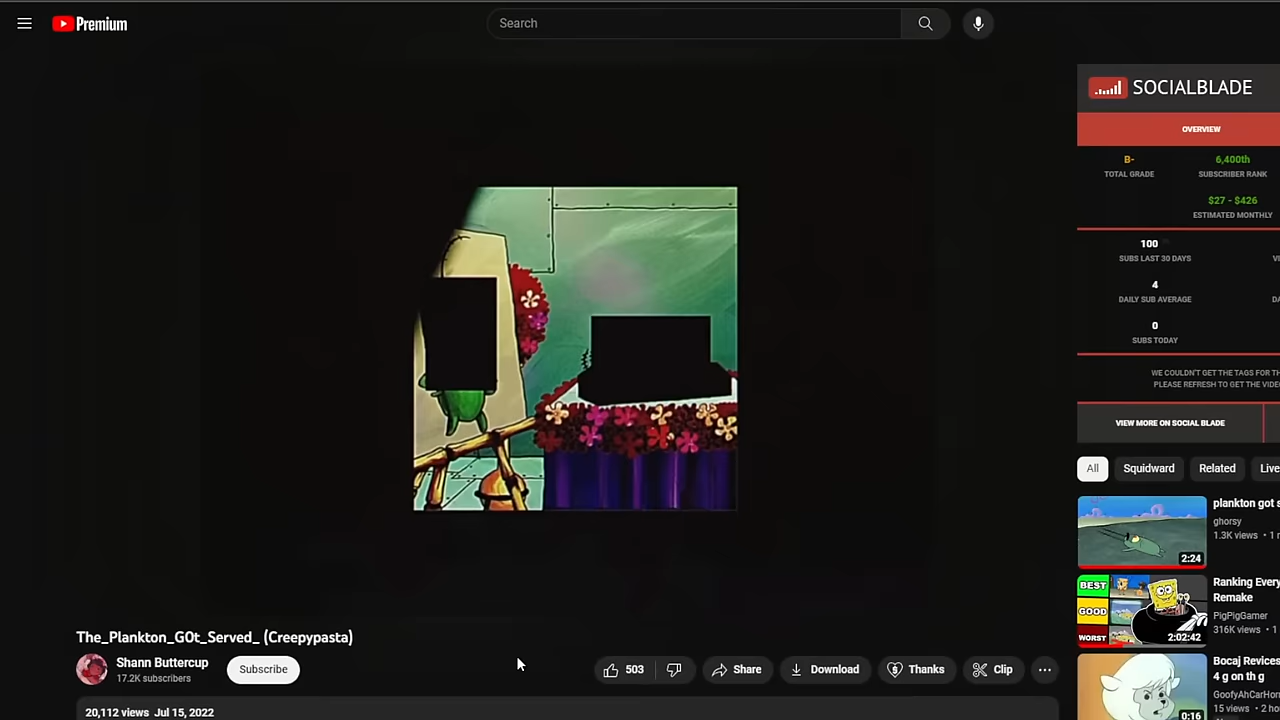 Premium
Search
SOCIALBLADE
OVERVIEW
B-
6,400th
TOTAL GRADE
SUBSCRIBER RANK
$27 - $426
ESTIMATED MONTHLY
100
SUBS LAST 30 DAYS
4
DAILY SUB AVERAGE
0
SUBS TODAY
WE COULDN'T GET THE TAGS FOR TH
PLEASE REFRESH TO GET THE VIDE
VIEW MORE ON SOCIAL BLADE
All
Squidward
Related
Live
plankton got s
ghorsy
1.3K views • 1
2:24
BEST
GOOD
WORST
Ranking Every
Remake
PigPigGamer
316K views • 1
2:02:42
Bocaj Revices
4 g on th g
GoofyAhCarHor
15 views • 2 ho
0:16
The_Plankton_GOt_Served_ (Creepypasta)
Shann Buttercup
17.2K subscribers
Subscribe
503
Share
Download
Thanks
Clip
20,112 views Jul 15, 2022